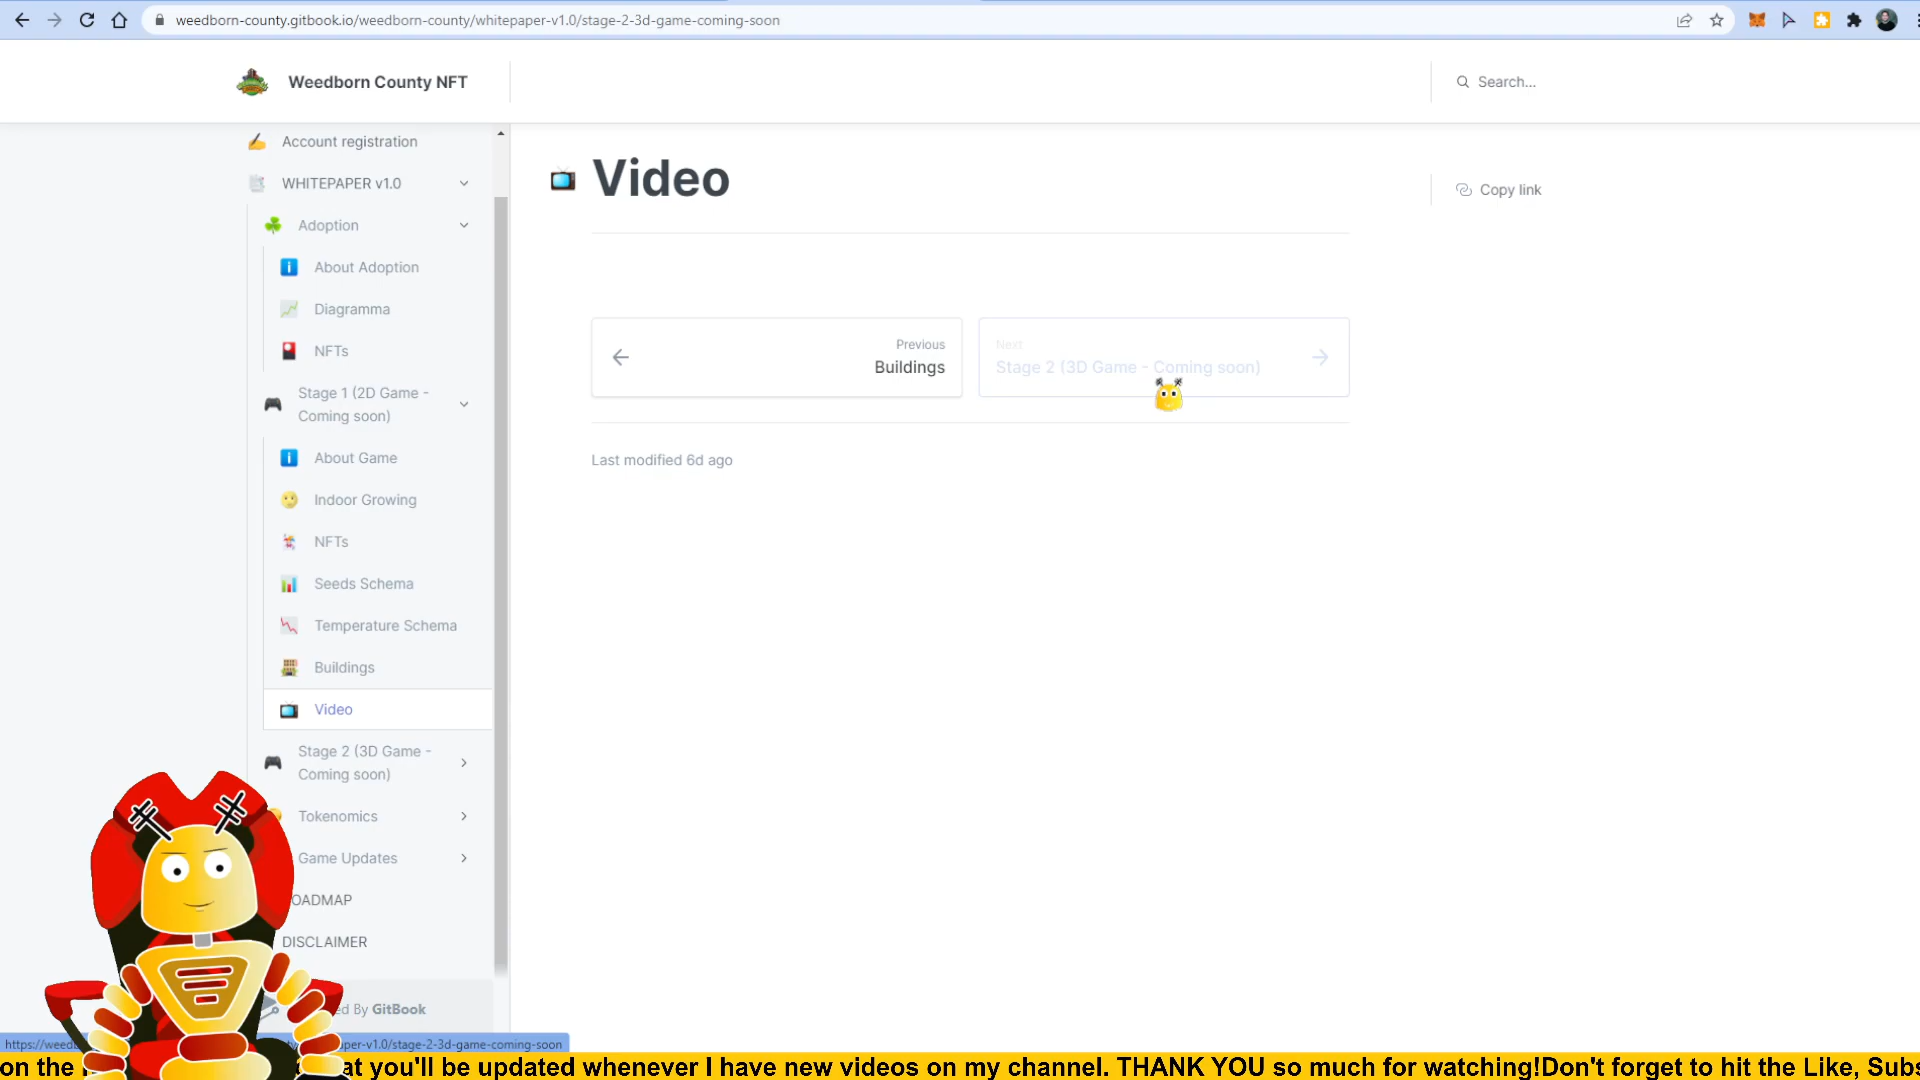 weedborn-county.gitbook.io/weedborn-county/whitepaper-v1.0/stage-2-3d-game-coming-soon
Weedborn County NFT
Search...
Account registration
WHITEPAPER v1.0
Adoption
About Adoption
Diagramma
NFTs
Stage 1 (2D Game -
Coming soon)
About Game
Indoor Growing
NFTs
Seeds Schema
Temperature Schema
Buildings
Video
Stage 2 (3D Game -
Coming soon)
Tokenomics
Game Updates
OADMAP
DISCLAIMER
ed By GitBook
Video
Copy link
Previous
Buildings
Next
Stage 2 (3D Game - Coming soon)
Last modified 6d ago
https://weed
per-v1.0/stage-2-3d-game-coming-soon
on the
at you'll be updated whenever I have new videos on my channel. THANK YOU so much for watching!Don't forget to hit the Like, Subs